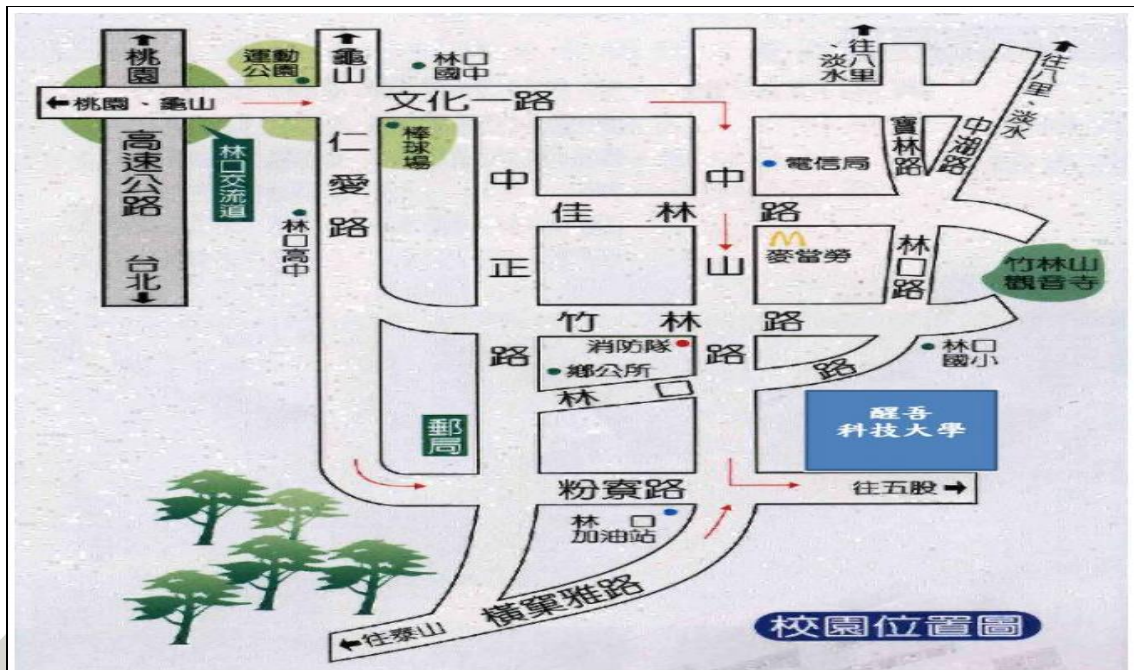 桃園
運動
公園
龜山
林口
國中
往八里
、淡水
往八里、淡水
←桃園、龜山
文化一路
高速公路
台北
林口交流道
仁愛路
棒球場
中正路
中山路
電信局
寶林路
中湖路
林口高中
佳林路
麥當勞
林口路
竹林山
觀音寺
竹林路
消防隊
鄉公所
林口路
林口
國小
郵局
醒吾
科技大學
粉寮路
往五股→
林口
加油站
橫窠雅路
←往泰山
校園位置圖